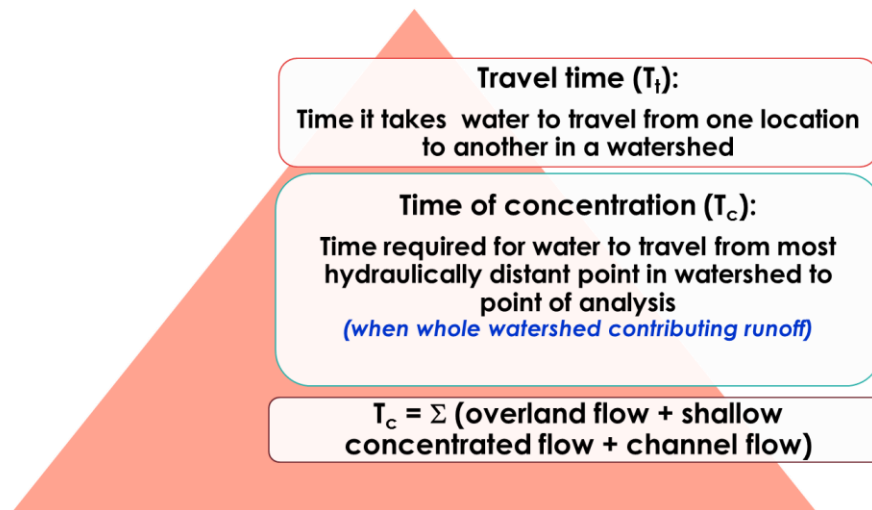 Travel time (Tt):
Time it takes water to travel from one location
to another in a watershed
Time of concentration (Tc):
Time required for water to travel from most
hydraulically distant point in watershed to
point of analysis
(when whole watershed contributing runoff)
Tc = Σ (overland flow + shallow
concentrated flow + channel flow)